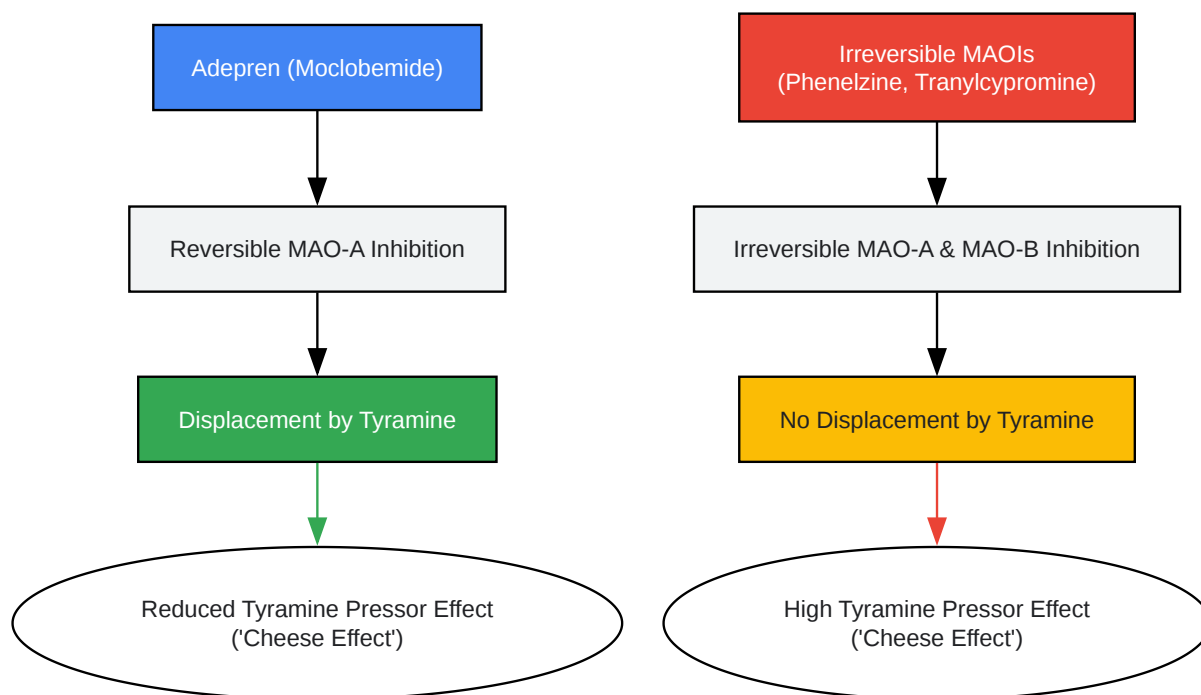 Adepren (Moclobemide)
Reversible MAO-A Inhibition
Displacement by Tyramine
Reduced Tyramine Pressor Effect
('Cheese Effect')
Irreversible MAOIs
(Phenelzine, Tranylcypromine)
Irreversible MAO-A & MAO-B Inhibition
No Displacement by Tyramine
High Tyramine Pressor Effect
('Cheese Effect')